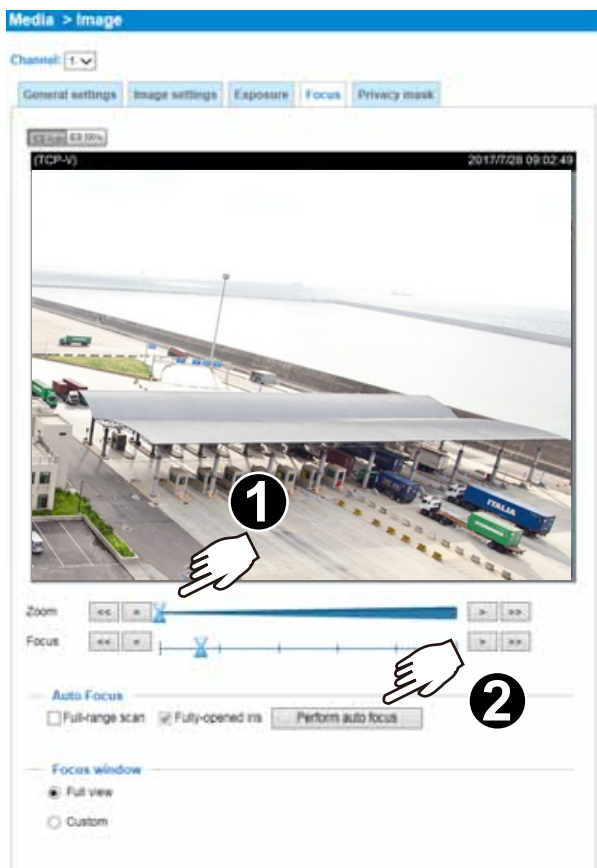 Media > Image
Channel: 1
General settings Image settings Exposure Focus Privacy mask
(TCP-V) 2017/7/28 09:02:49
ITALIA
1
Zoom << < > >>
Focus << < > >>
2
Auto Focus
Full-range scan Fully-opened iris Perform auto focus
Focus window
Full view
Custom